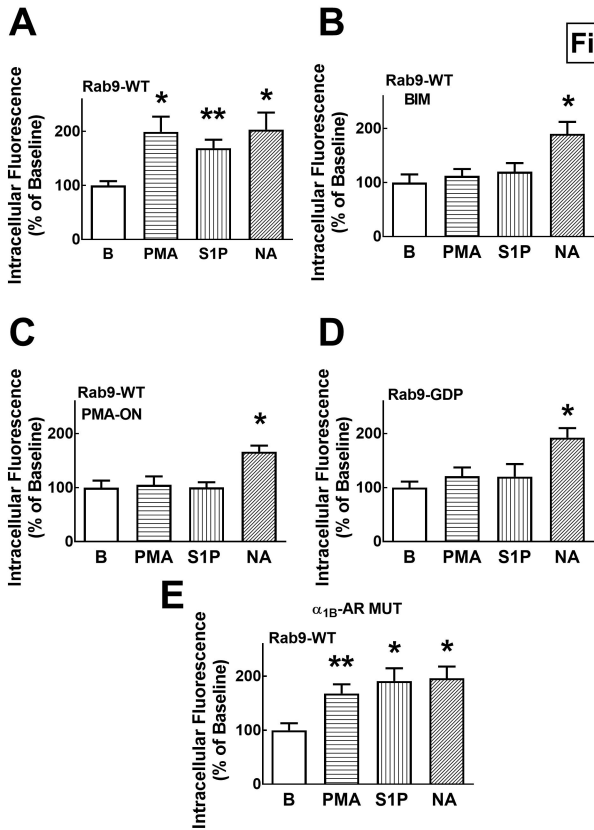 A
Intracellular Fluorescence
(% of Baseline)
Rab9-WT
200
100
0
*
**
*
B
PMA
S1P
NA
B
Fi
Intracellular Fluorescence
(% of Baseline)
Rab9-WT
BIM
200
100
0
*
B
PMA
S1P
NA
C
Intracellular Fluorescence
(% of Baseline)
Rab9-WT
PMA-ON
200
100
0
*
B
PMA
S1P
NA
D
Intracellular Fluorescence
(% of Baseline)
Rab9-GDP
200
100
0
*
B
PMA
S1P
NA
E
α1B-AR MUT
Intracellular Fluorescence
(% of Baseline)
Rab9-WT
200
100
0
**
*
*
B
PMA
S1P
NA